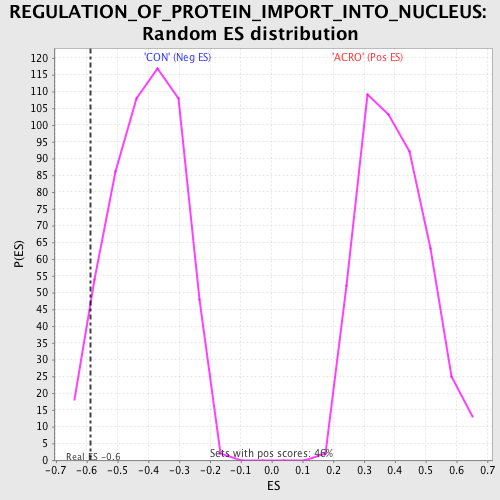 REGULATION_OF_PROTEIN_IMPORT_INTO_NUCLEUS:
Random ES distribution
'CON' (Neg ES)
'ACRO' (Pos ES)
120
115
110
105
100
95
90
85
80
75
70
65
60
55
50
45
40
35
30
25
20
15
10
5
0
P(ES)
Real ES -0.6
Sets with pos scores: 46%
-0.7 -0.6 -0.5 -0.4 -0.3 -0.2 -0.1 0.0 0.1 0.2 0.3 0.4 0.5 0.6 0.7
ES